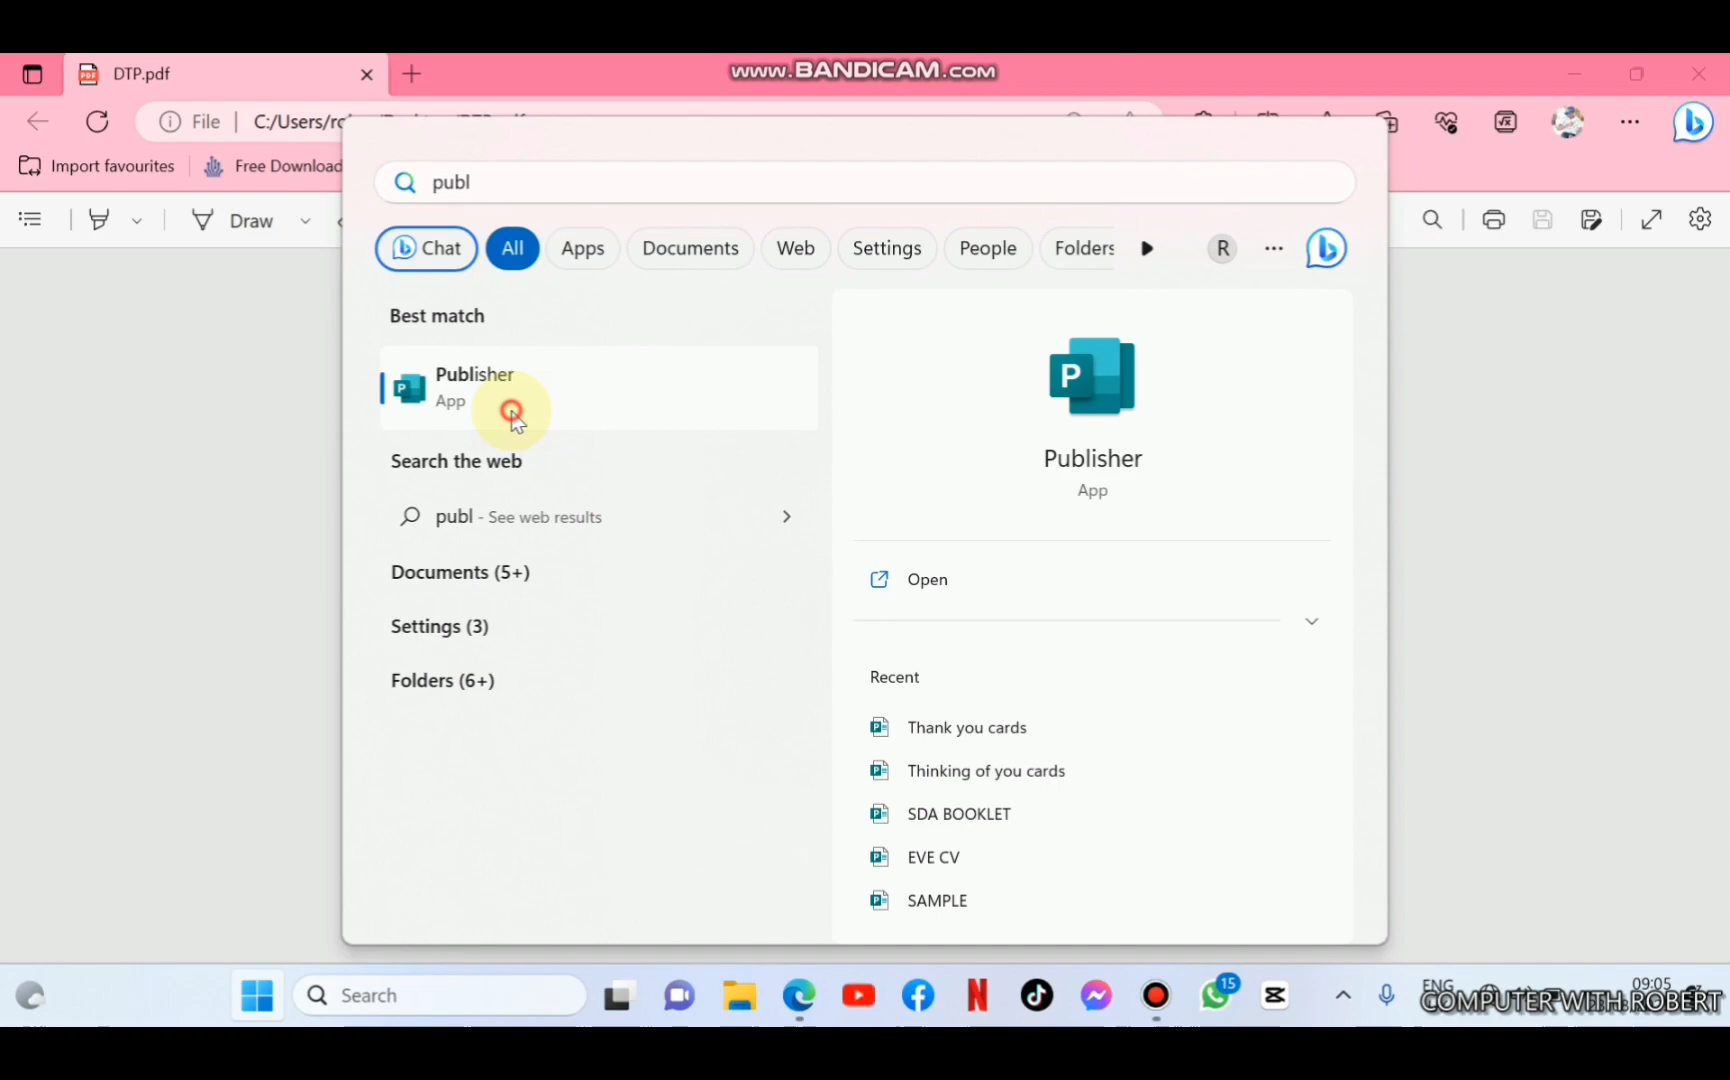 DTP.pdf
www.BANDICAM.com
File
C:/Users/
Import favourites
Free Download
publ
Draw
Chat
All
Apps
Documents
Web
Settings
People
Folders
R
Best match
Publisher
App
Search the web
publ - See web results
Documents (5+)
Settings (3)
Folders (6+)
P
Publisher
App
Open
Recent
Thank you cards
Thinking of you cards
SDA BOOKLET
EVE CV
SAMPLE
Search
15
ENG
09:05
COMPUTER WITH ROBERT